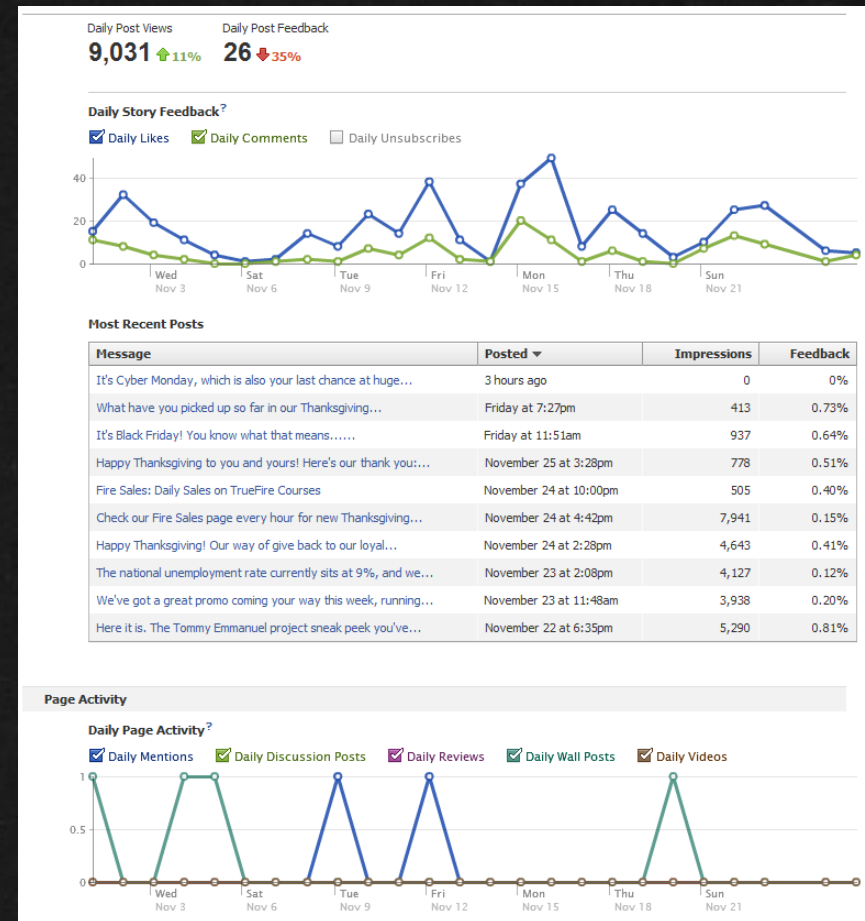 Daily Post Views Daily Post Feedback
9,031 11% 26 35%
Daily Story Feedback?
Daily Likes Daily Comments Daily Unsubscribes
40
20
0
Wed Sat Tue Fri Mon Thu Sun
Nov 3 Nov 6 Nov 9 Nov 12 Nov 15 Nov 18 Nov 21
Most Recent Posts
Message Posted Impressions Feedback
It's Cyber Monday, which is also your last chance at huge... 3 hours ago 0 0%
What have you picked up so far in our Thanksgiving... Friday at 7:27pm 413 0.73%
It's Black Friday! You know what that means...... Friday at 11:51am 937 0.64%
Happy Thanksgiving to you and yours! Here's our thank you:... November 25 at 3:28pm 778 0.51%
Fire Sales: Daily Sales on TrueFire Courses November 24 at 10:00pm 505 0.40%
Check our Fire Sales page every hour for new Thanksgiving... November 24 at 4:42pm 7,941 0.15%
Happy Thanksgiving! Our way of give back to our loyal... November 24 at 2:28pm 4,643 0.41%
The national unemployment rate currently sits at 9%, and we... November 23 at 2:08pm 4,127 0.12%
We've got a great promo coming your way this week, running... November 23 at 11:48am 3,938 0.20%
Here it is. The Tommy Emmanuel project sneak peek you've... November 22 at 6:35pm 5,290 0.81%
Page Activity
Daily Page Activity?
Daily Mentions Daily Discussion Posts Daily Reviews Daily Wall Posts Daily Videos
1
0.5
0
Wed Sat Tue Fri Mon Thu Sun
Nov 3 Nov 6 Nov 9 Nov 12 Nov 15 Nov 18 Nov 21